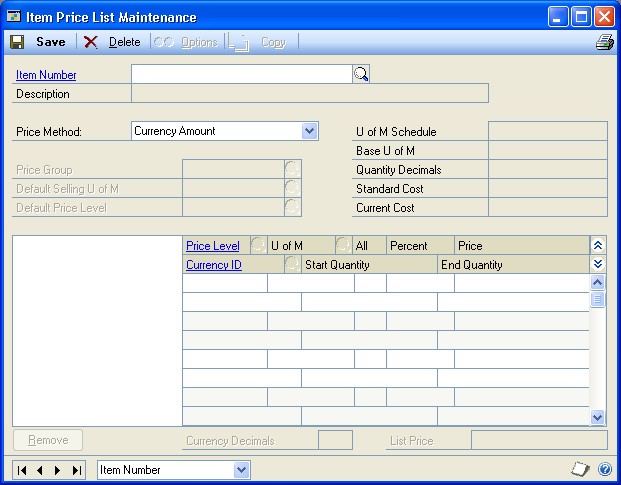 Item Price List Maintenance
Save Delete Options Copy
Item Number
Description
Price Method: Currency Amount U of M Schedule
Base U of M
Price Group Quantity Decimals
Default Selling U of M Standard Cost
Default Price Level Current Cost
Price Level U of M All Percent Price
Currency ID Start Quantity End Quantity
Remove Currency Decimals List Price
Item Number